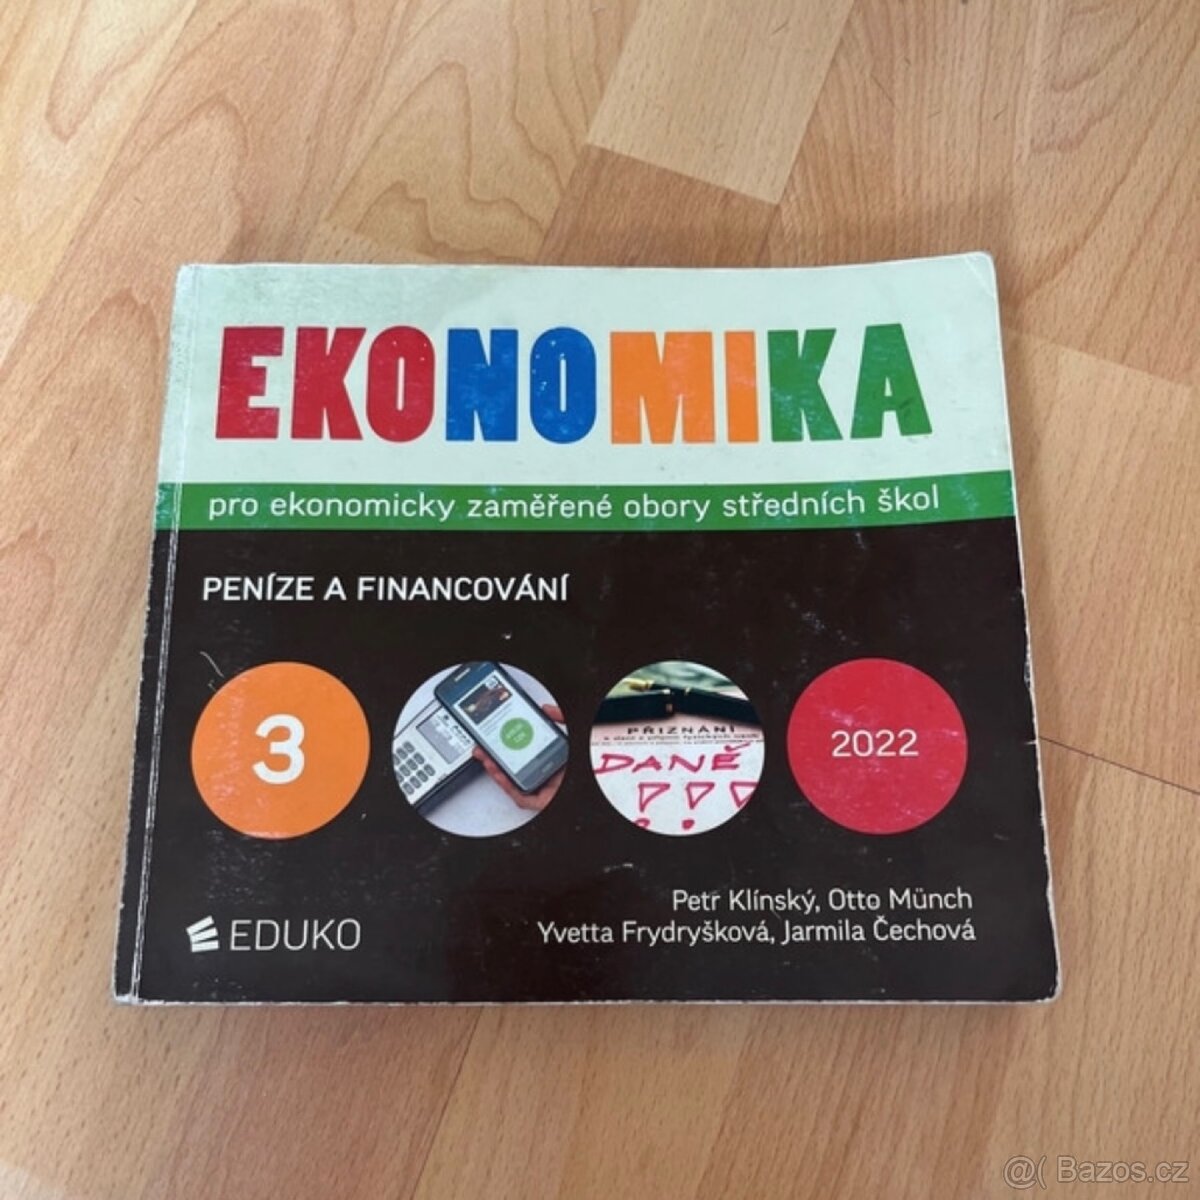 EKONOMIKA
pro ekonomicky zaměřené obory středních škol
PENÍZE A FINANCOVÁNÍ
3
PŘIZNÁNÍ
DANĚ
! ! !
2022
Petr Klínský, Otto Münch
Yvetta Frydryšková, Jarmila Čechová
EDUKO
@( Bazos.cz